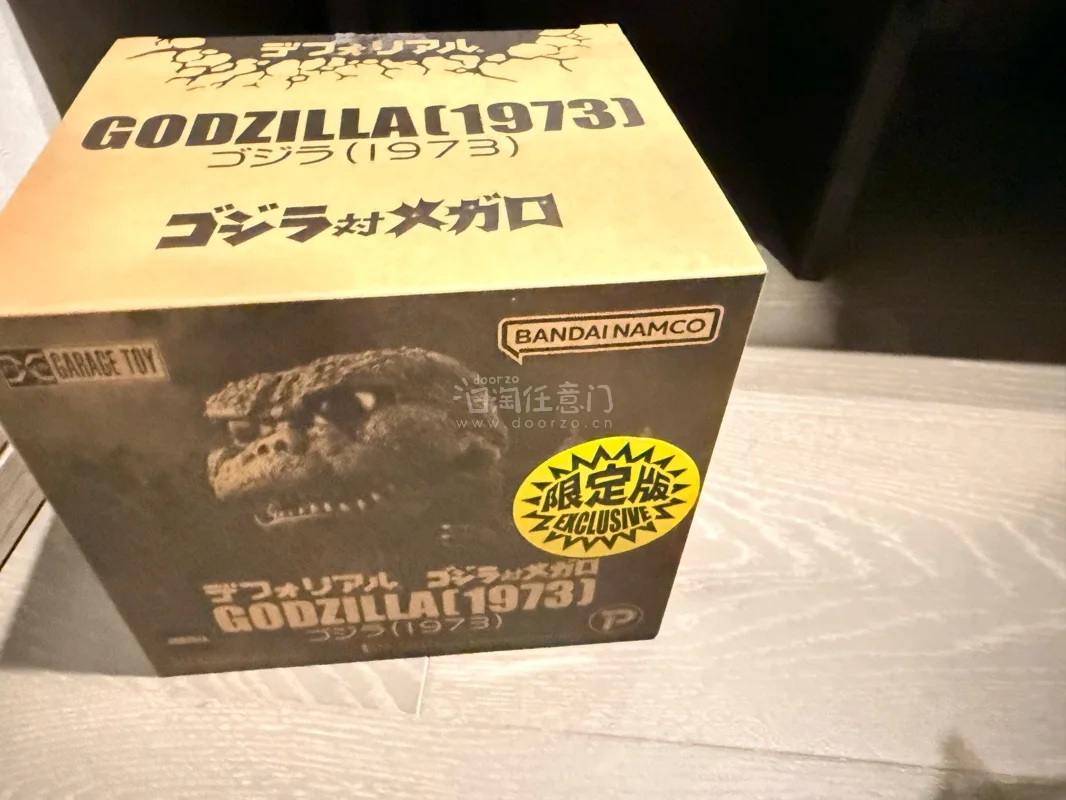 デフォリアル
GODZILLA(1973)
ゴジラ(1973)
ゴジラ対メガロ
BANDAI NAMCO
GARAGE TOY
doorzo
海淘任意门
www.doorzo.cn
限定版
EXCLUSIVE
デフォリアル ゴジラ対メガロ
GODZILLA(1973)
ゴジラ(1973)
P